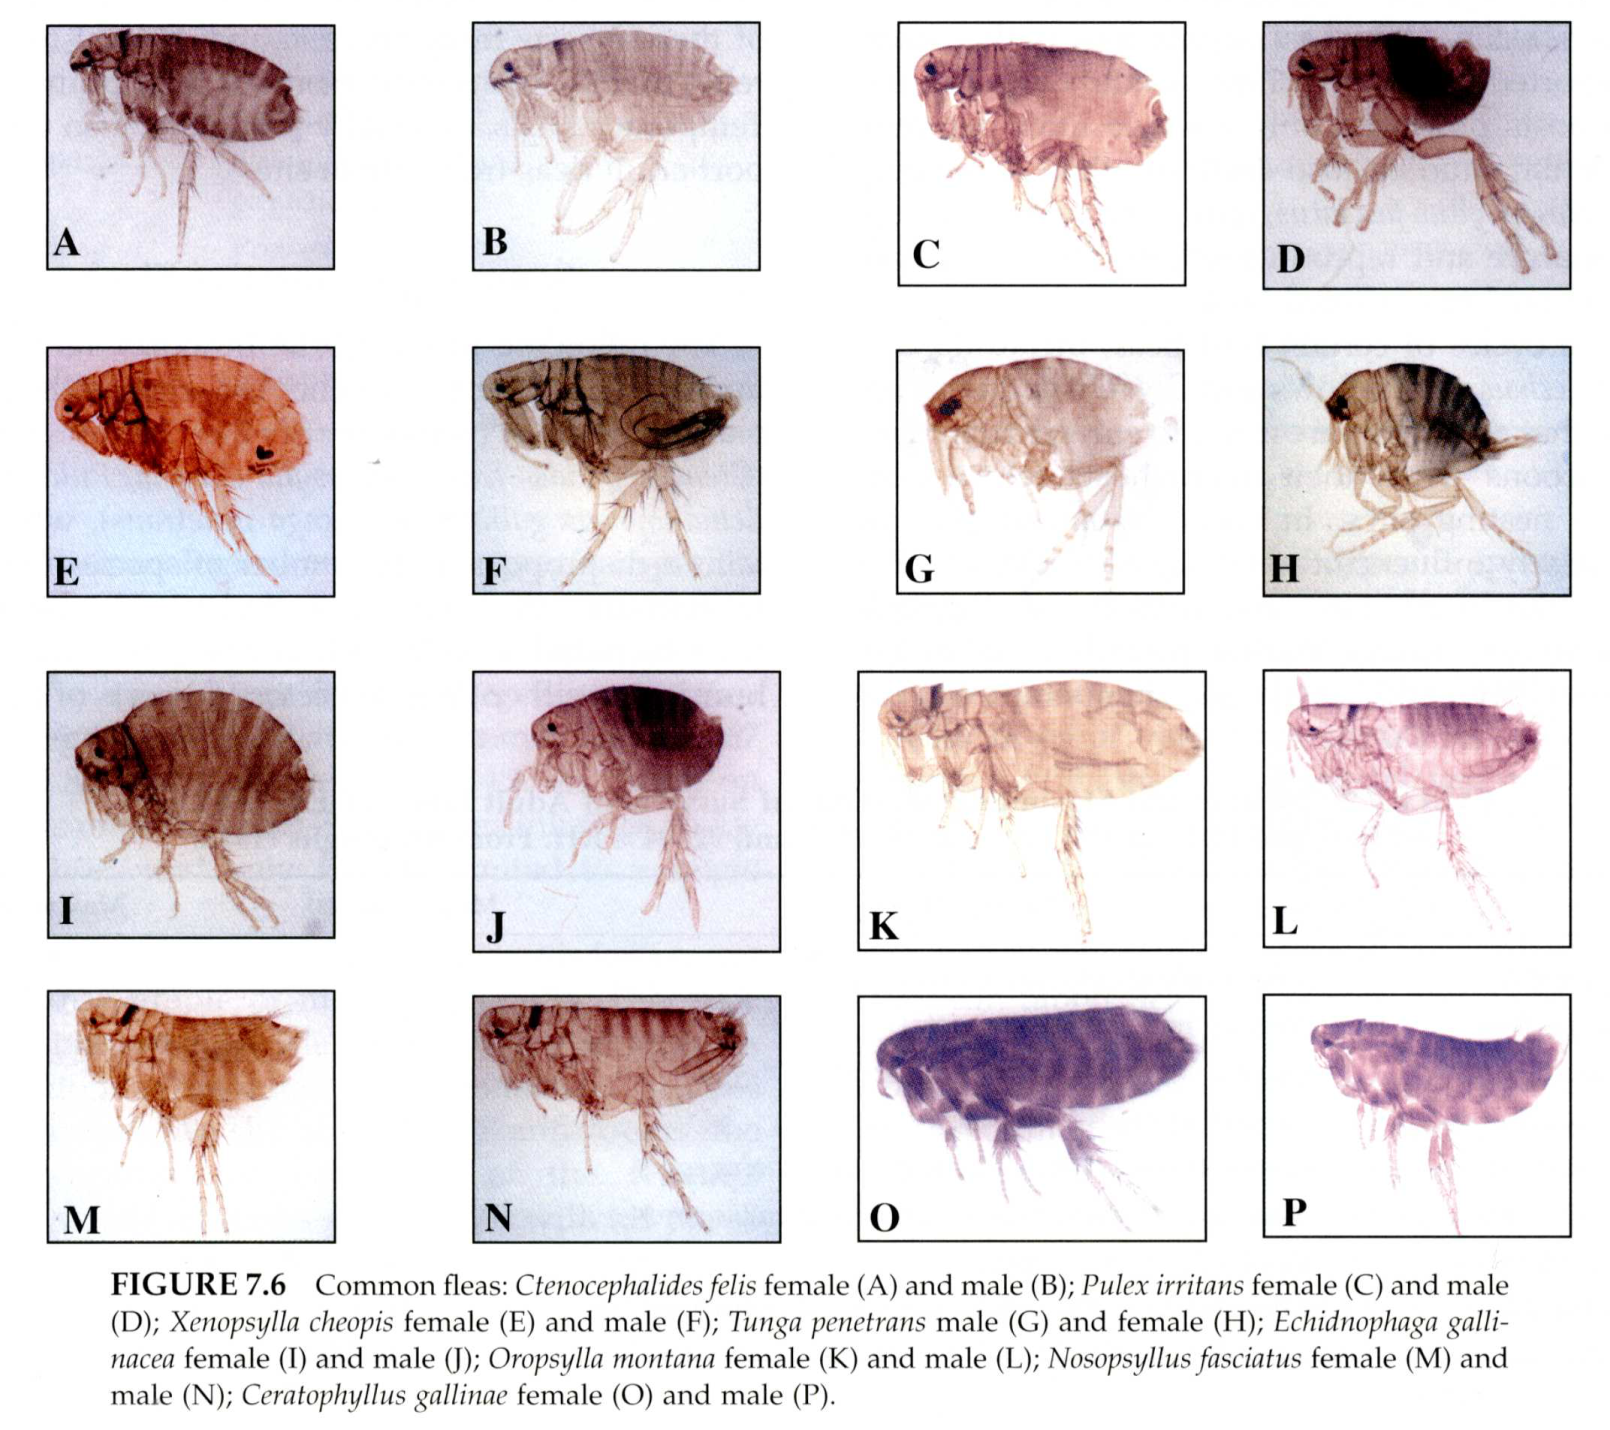 A
B
C
D
E
F
G
H
I
J
K
L
M
N
O
P
FIGURE 7.6 Common fleas: Ctenocephalides felis female (A) and male (B); Pulex irritans female (C) and male
(D); Xenopsylla cheopis female (E) and male (F); Tunga penetrans male (G) and female (H); Echidnophaga galli-
nacea female (I) and male (J); Oropsylla montana female (K) and male (L); Nosopsyllus fasciatus female (M) and
male (N); Ceratophyllus gallinae female (O) and male (P).